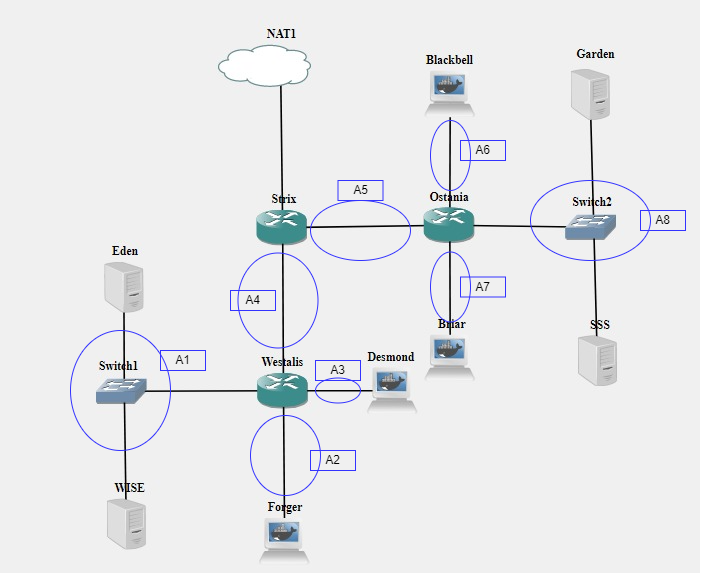 NAT1
Blackbell
Garden
A6
A5
Strix
Ostania
Switch2
A8
Eden
A4
A7
Briar
SSS
Switch1
A1
Westalis
A3
Desmond
A2
WISE
Forger